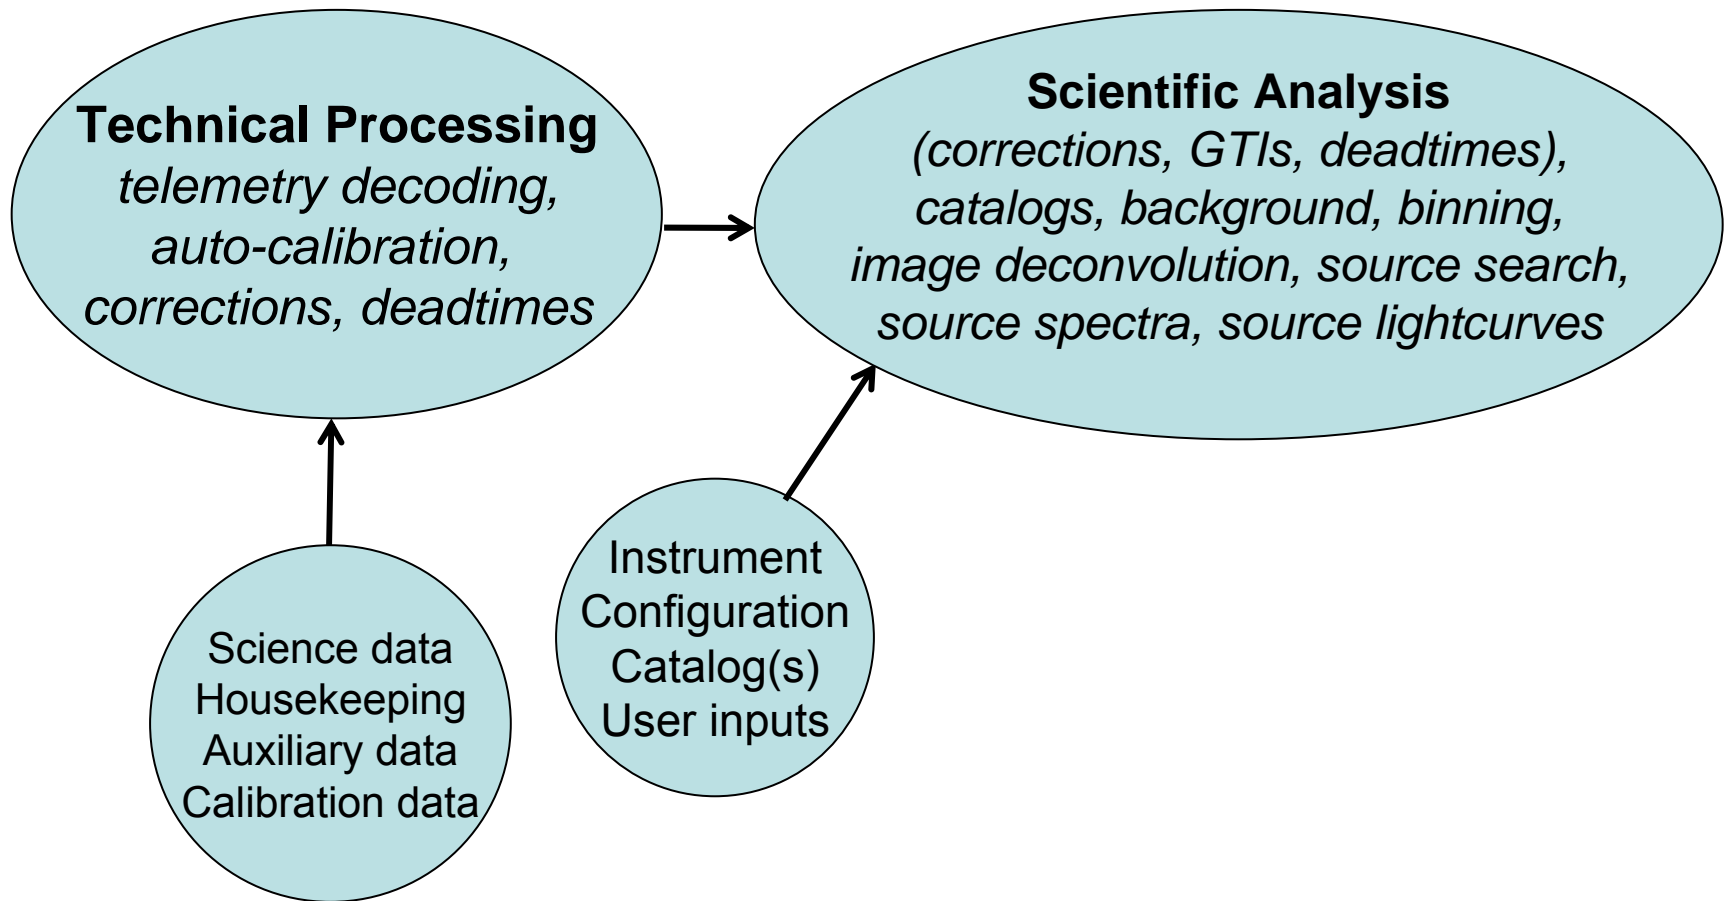 Technical Processing
telemetry decoding,
auto-calibration,
corrections, deadtimes
Scientific Analysis
(corrections, GTIs, deadtimes),
catalogs, background, binning,
image deconvolution, source search,
source spectra, source lightcurves
Science data
Housekeeping
Auxiliary data
Calibration data
Instrument
Configuration
Catalog(s)
User inputs